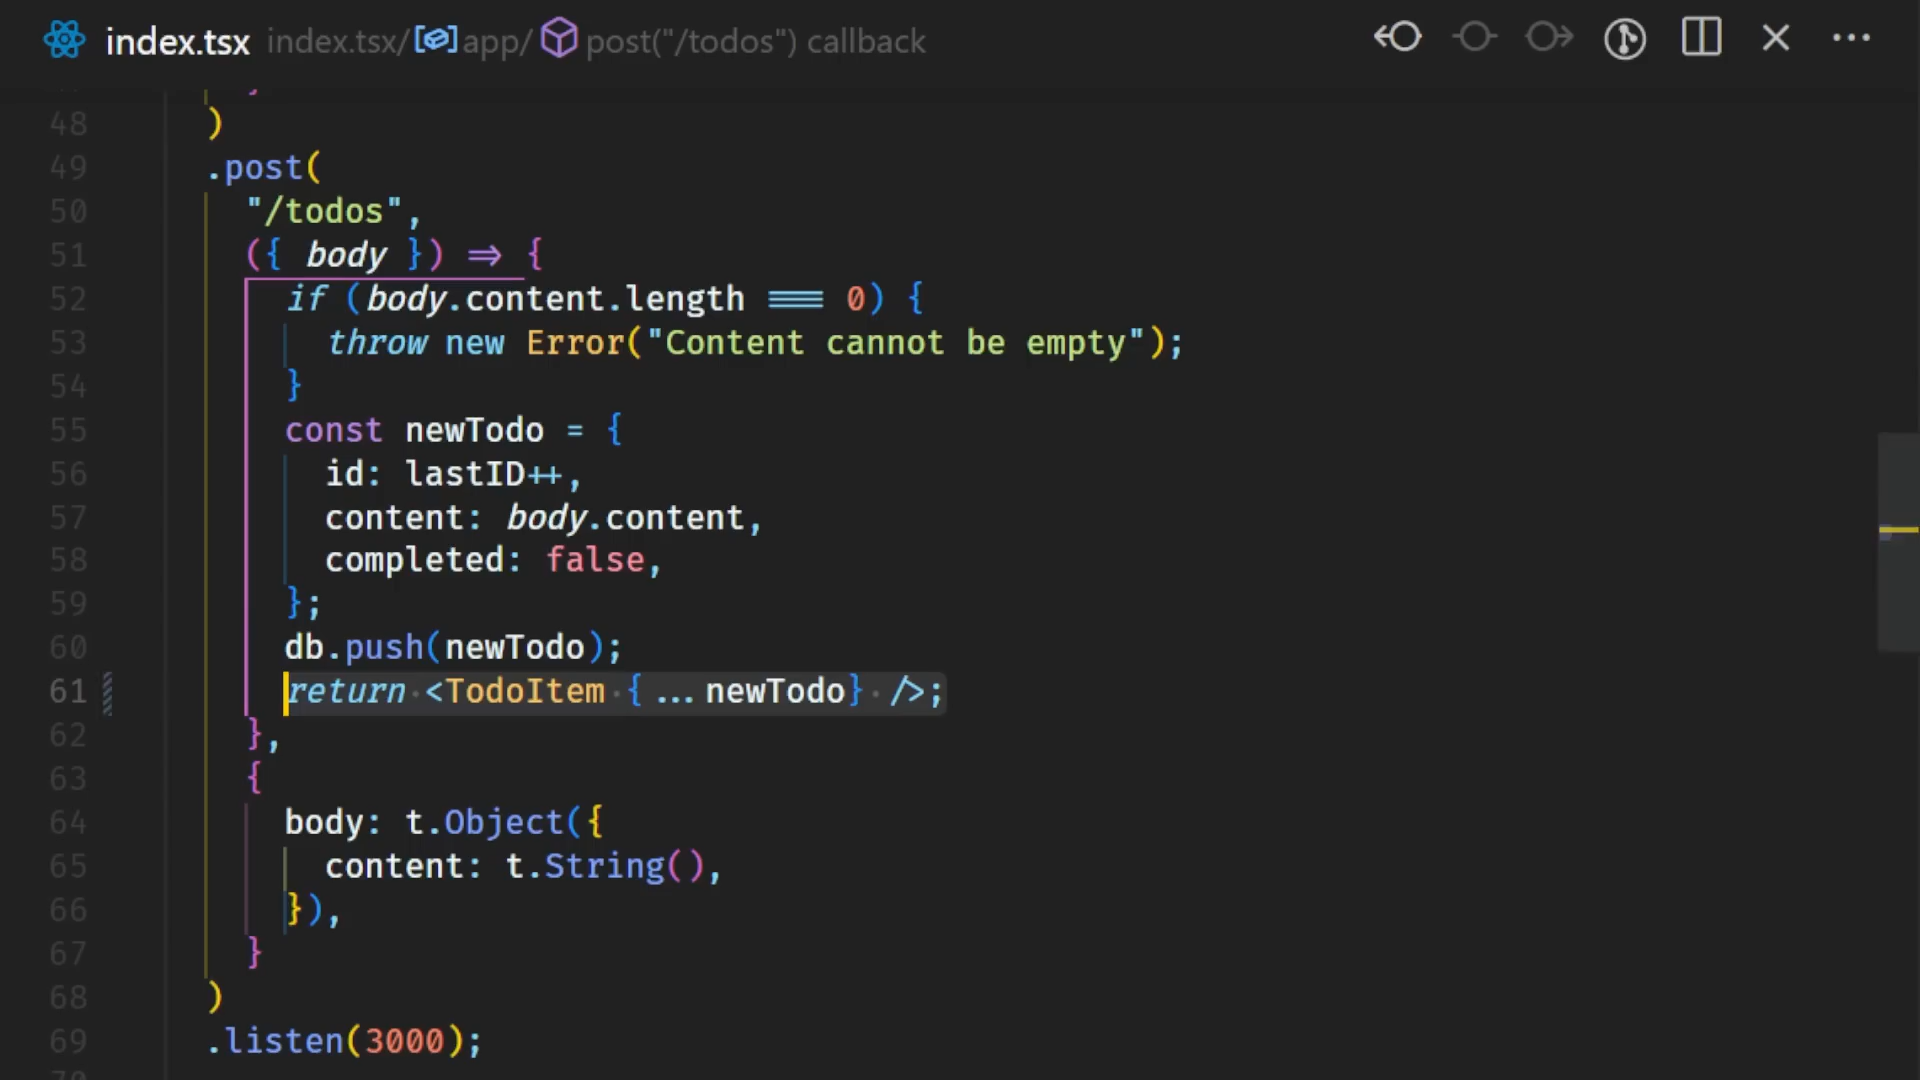 index.tsx index.tsx/app/post("/todos") callback
48 )
49 .post(
50 "/todos",
51 ({ body }) => {
52 if (body.content.length === 0) {
53 throw new Error("Content cannot be empty");
54 }
55 const newTodo = {
56 id: lastID++,
57 content: body.content,
58 completed: false,
59 };
60 db.push(newTodo);
61 return <TodoItem {...newTodo} />;
62 },
63 {
64 body: t.Object({
65 content: t.String(),
66 }),
67 }
68 )
69 .listen(3000);